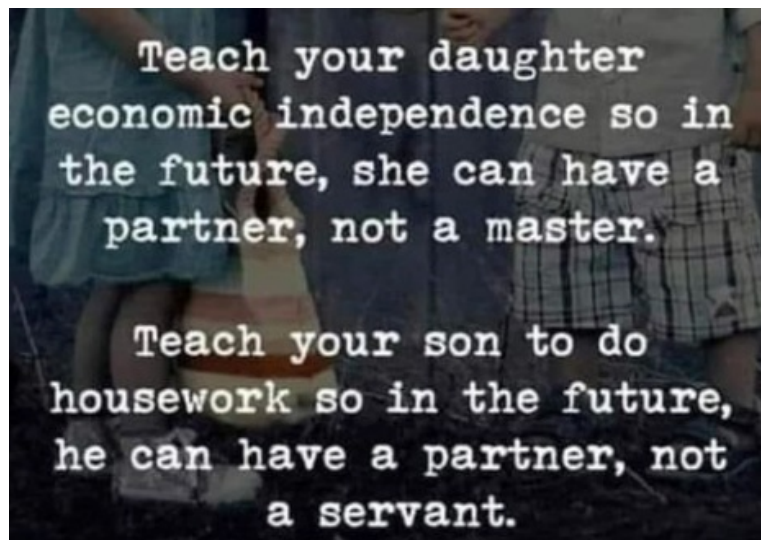 Teach your daughter
economic independence so in
the future, she can have a
partner, not a master.
Teach your son to do
housework so in the future,
he can have a partner, not
a servant.